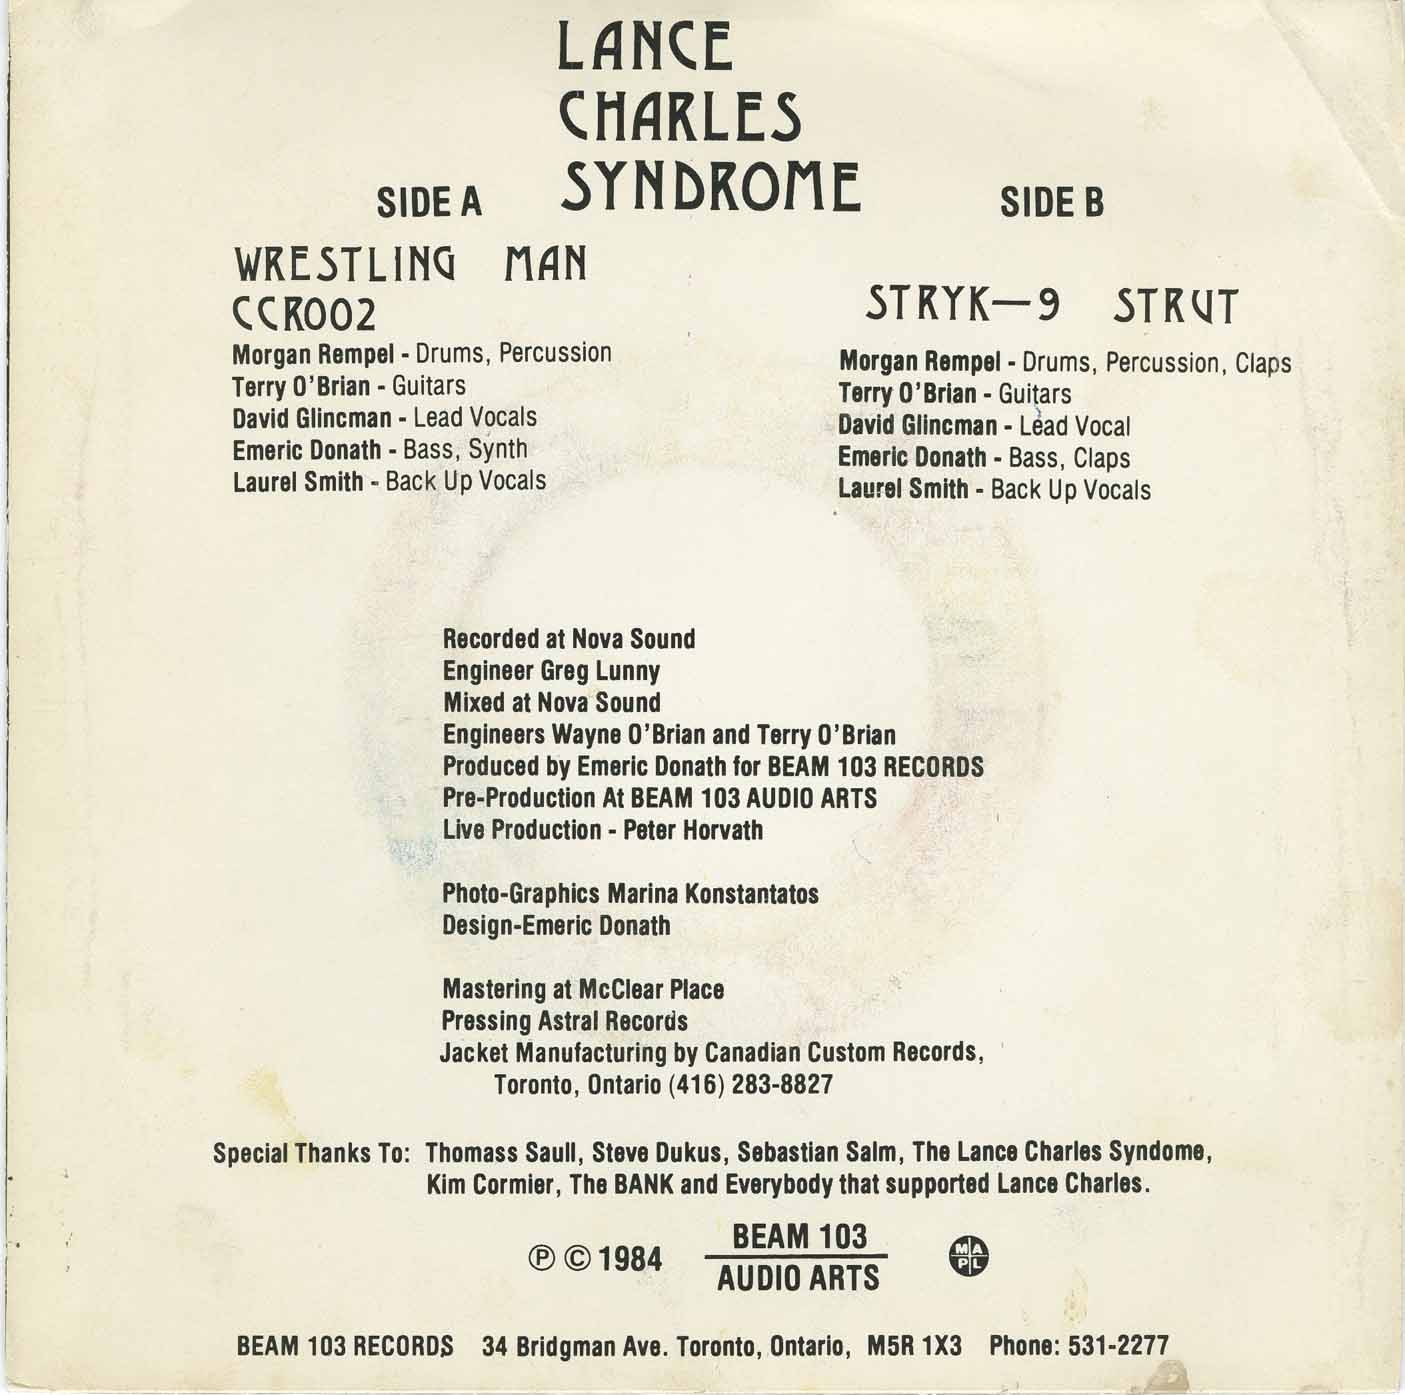 LANCE
CHARLES
SYNDROME
SIDE A
WRESTLING MAN
CCR002
Morgan Rempel - Drums, Percussion
Terry O'Brian - Guitars
David Glincman - Lead Vocals
Emeric Donath - Bass, Synth
Laurel Smith - Back Up Vocals
SIDE B
STRYK—9 STRUT
Morgan Rempel - Drums, Percussion, Claps
Terry O'Brian - Guitars
David Glincman - Lead Vocal
Emeric Donath - Bass, Claps
Laurel Smith - Back Up Vocals
Recorded at Nova Sound
Engineer Greg Lunny
Mixed at Nova Sound
Engineers Wayne O'Brian and Terry O'Brian
Produced by Emeric Donath for BEAM 103 RECORDS
Pre-Production At BEAM 103 AUDIO ARTS
Live Production - Peter Horvath
Photo-Graphics Marina Konstantatos
Design-Emeric Donath
Mastering at McClear Place
Pressing Astral Records
Jacket Manufacturing by Canadian Custom Records,
Toronto, Ontario (416) 283-8827
Special Thanks To: Thomass Saull, Steve Dukus, Sebastian Salm, The Lance Charles Syndome,
Kim Cormier, The BANK and Everybody that supported Lance Charles.
℗ © 1984
BEAM 103
AUDIO ARTS
MAPL
BEAM 103 RECORDS 34 Bridgman Ave. Toronto, Ontario, M5R 1X3 Phone: 531-2277